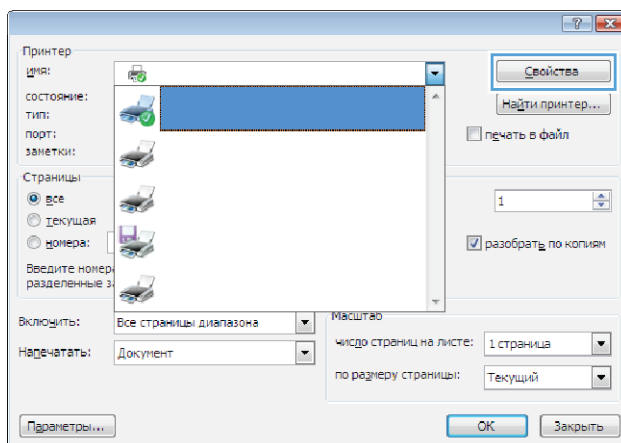 Принтер
имя:
Свойства
состояние:
Найти принтер...
тип:
порт:
печать в файл
заметки:
Страницы
все
1
текущая
номера:
разобрать по копиям
Введите номера
разделенные з
Включить:
Все страницы диапазона
Масштаб
Напечатать:
Документ
число страниц на листе:
1 страница
по размеру страницы:
Текущий
Параметры...
ОК
Закрыть